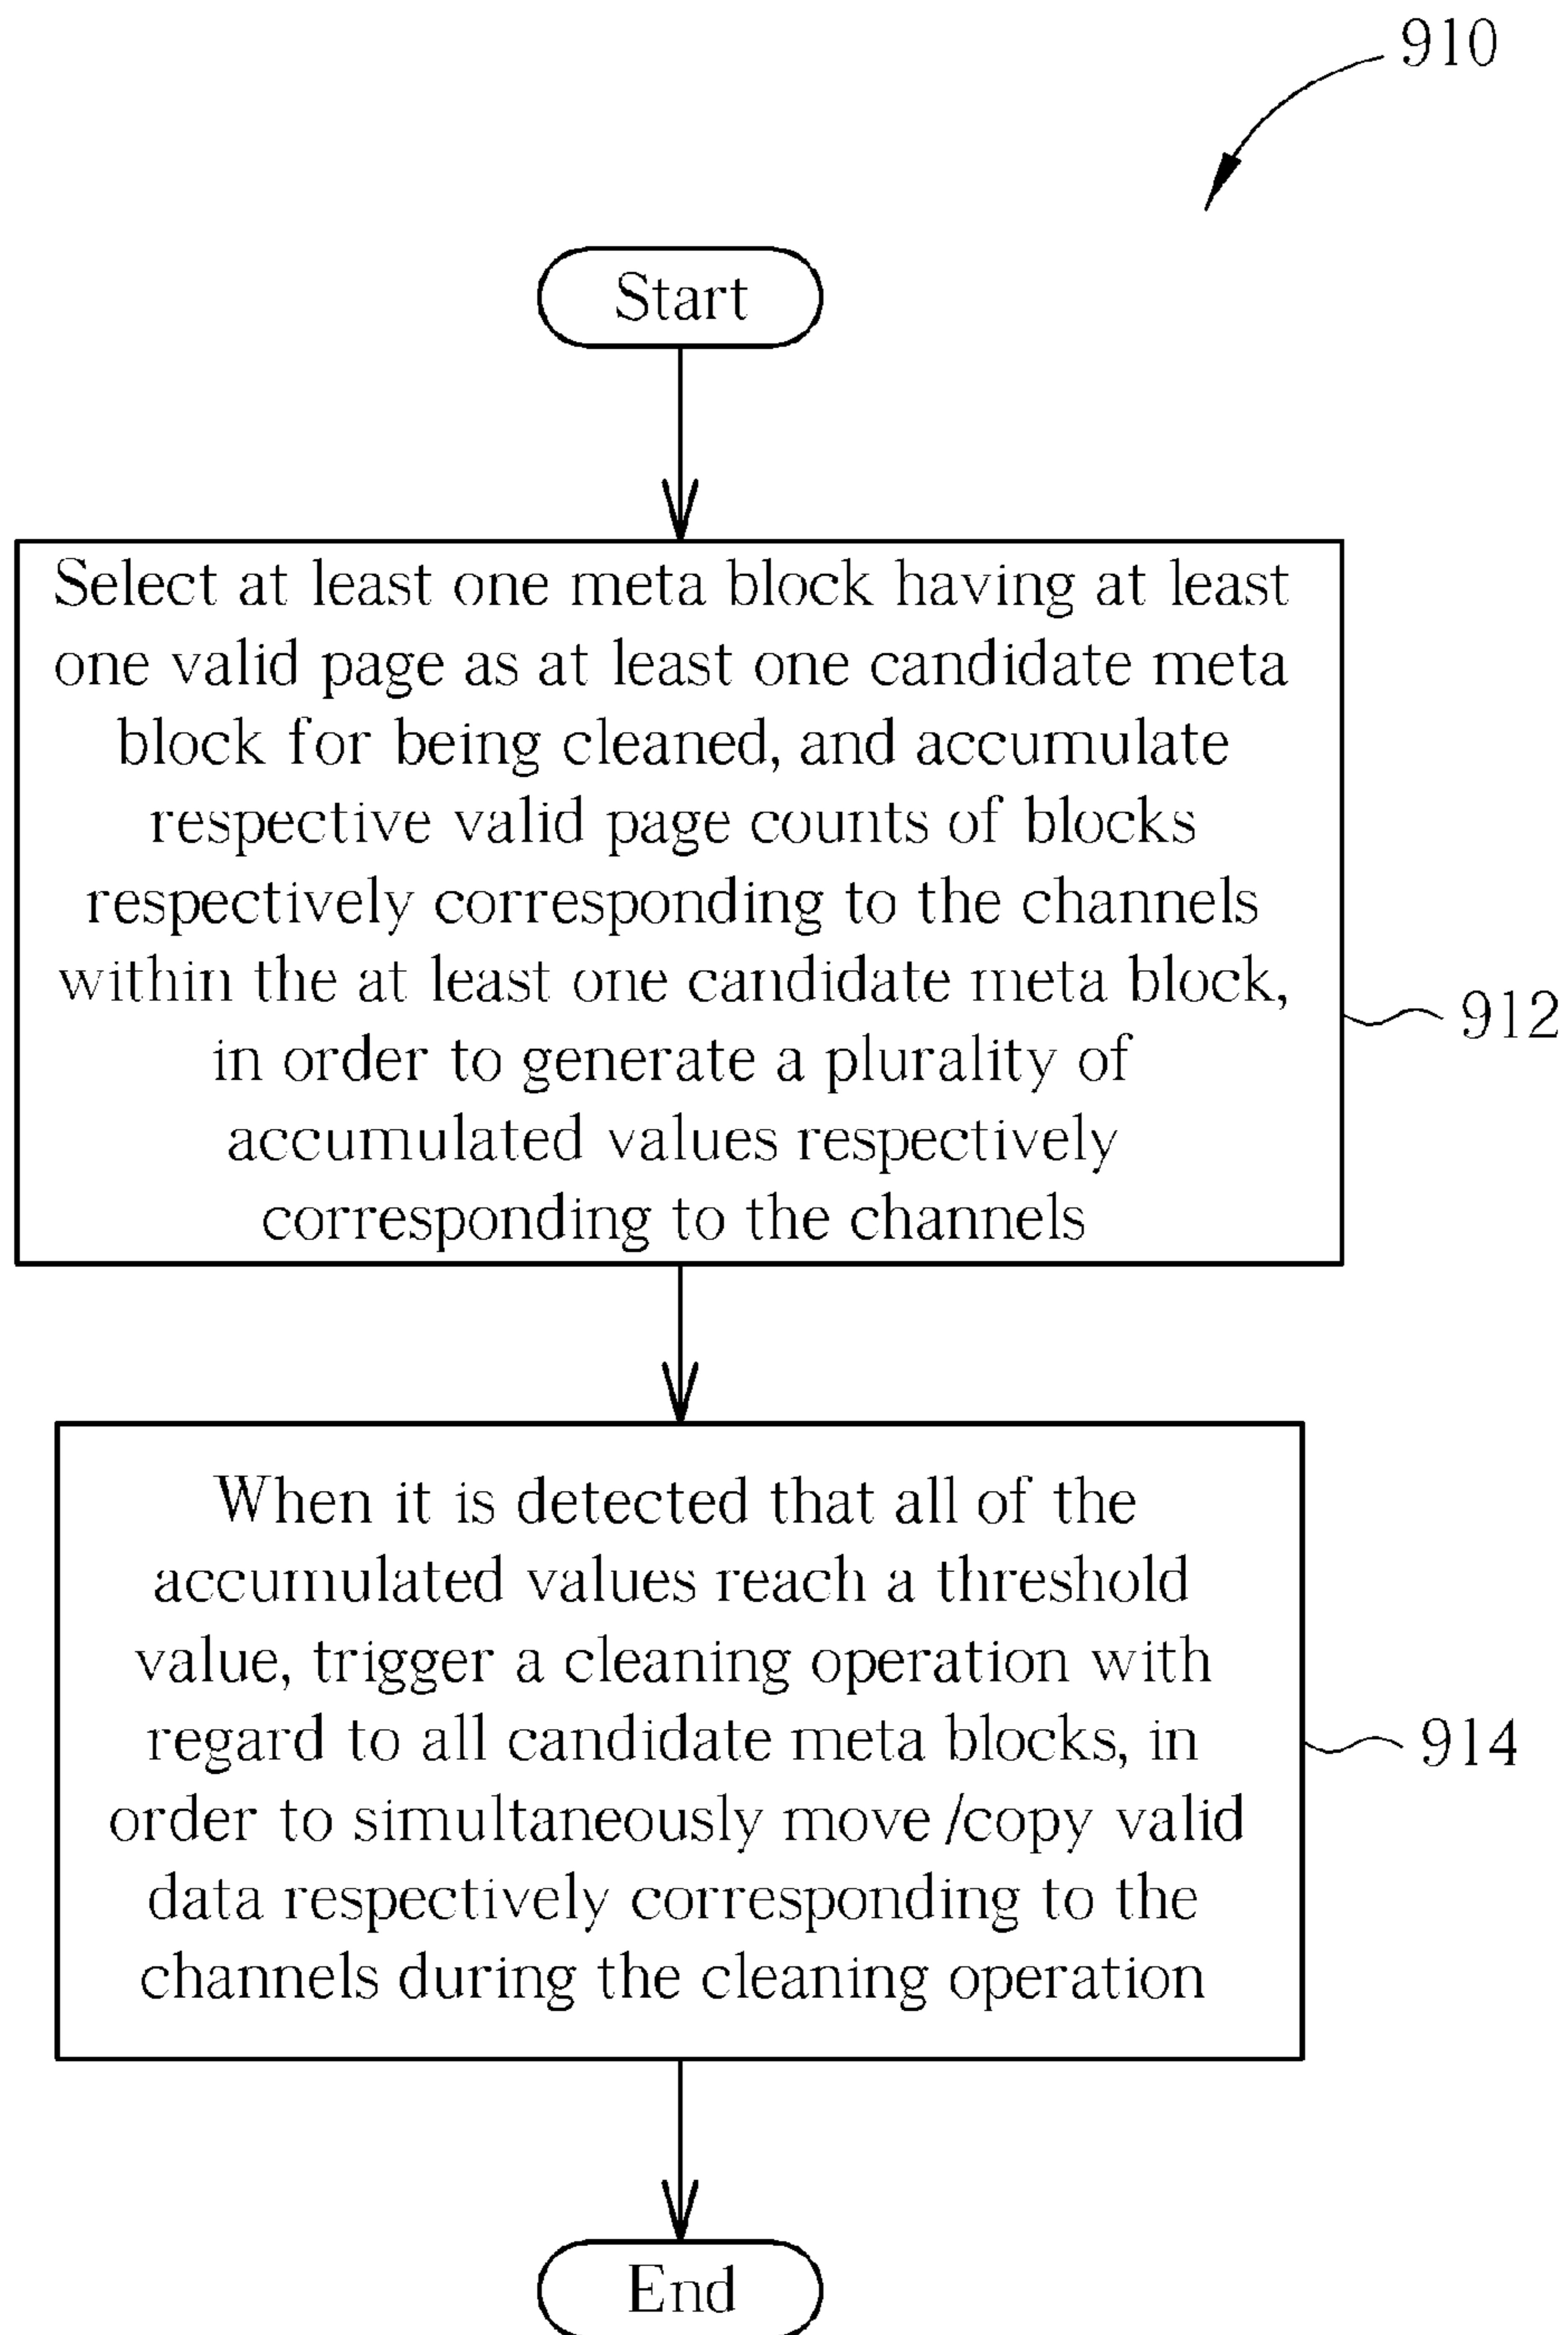 910
Start
Select at least one meta block having at least
one valid page as at least one candidate meta
block for being cleaned, and accumulate
respective valid page counts of blocks
respectively corresponding to the channels
within the at least one candidate meta block,
in order to generate a plurality of
accumulated values respectively
corresponding to the channels
912
When it is detected that all of the
accumulated values reach a threshold
value, trigger a cleaning operation with
regard to all candidate meta blocks, in
order to simultaneously move/copy valid
data respectively corresponding to the
channels during the cleaning operation
914
End